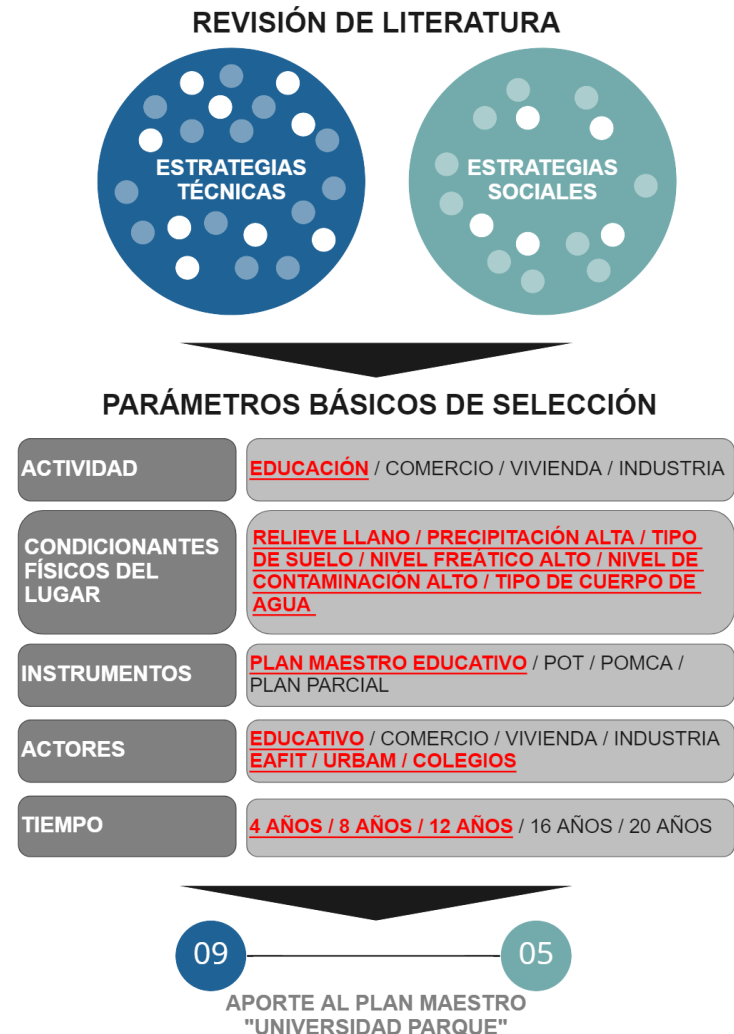 REVISIÓN DE LITERATURA
ESTRATEGIAS
TÉCNICAS
ESTRATEGIAS
SOCIALES
PARÁMETROS BÁSICOS DE SELECCIÓN
ACTIVIDAD
EDUCACIÓN / COMERCIO / VIVIENDA / INDUSTRIA
CONDICIONANTES
FÍSICOS DEL
LUGAR
RELIEVE LLANO / PRECIPITACIÓN ALTA / TIPO
DE SUELO / NIVEL FREÁTICO ALTO / NIVEL DE
CONTAMINACIÓN ALTO / TIPO DE CUERPO DE
AGUA
INSTRUMENTOS
PLAN MAESTRO EDUCATIVO / POT / POMCA /
PLAN PARCIAL
ACTORES
EDUCATIVO / COMERCIO / VIVIENDA / INDUSTRIA
EAFIT / URBAM / COLEGIOS
TIEMPO
4 AÑOS / 8 AÑOS / 12 AÑOS / 16 AÑOS / 20 AÑOS
09
05
APORTE AL PLAN MAESTRO
"UNIVERSIDAD PARQUE"